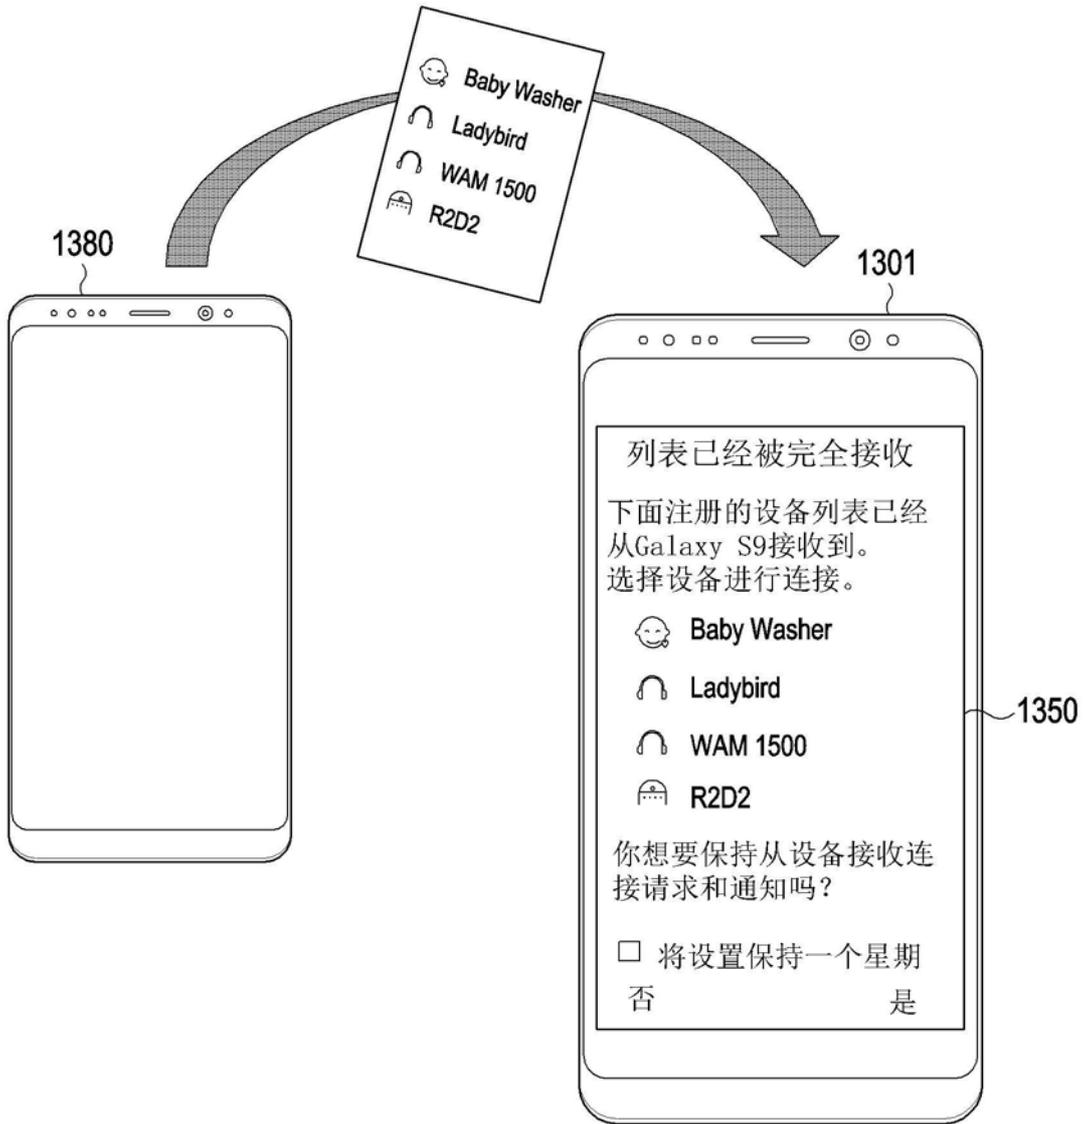 Baby Washer
Ladybird
WAM 1500
R2D2
1380
1301
列表已经被完全接收
下面注册的设备列表已经
从Galaxy S9接收到。
选择设备进行连接。
Baby Washer
Ladybird
WAM 1500
R2D2
1350
你想要保持从设备接收连
接请求和通知吗?
将设置保持一个星期
否
是